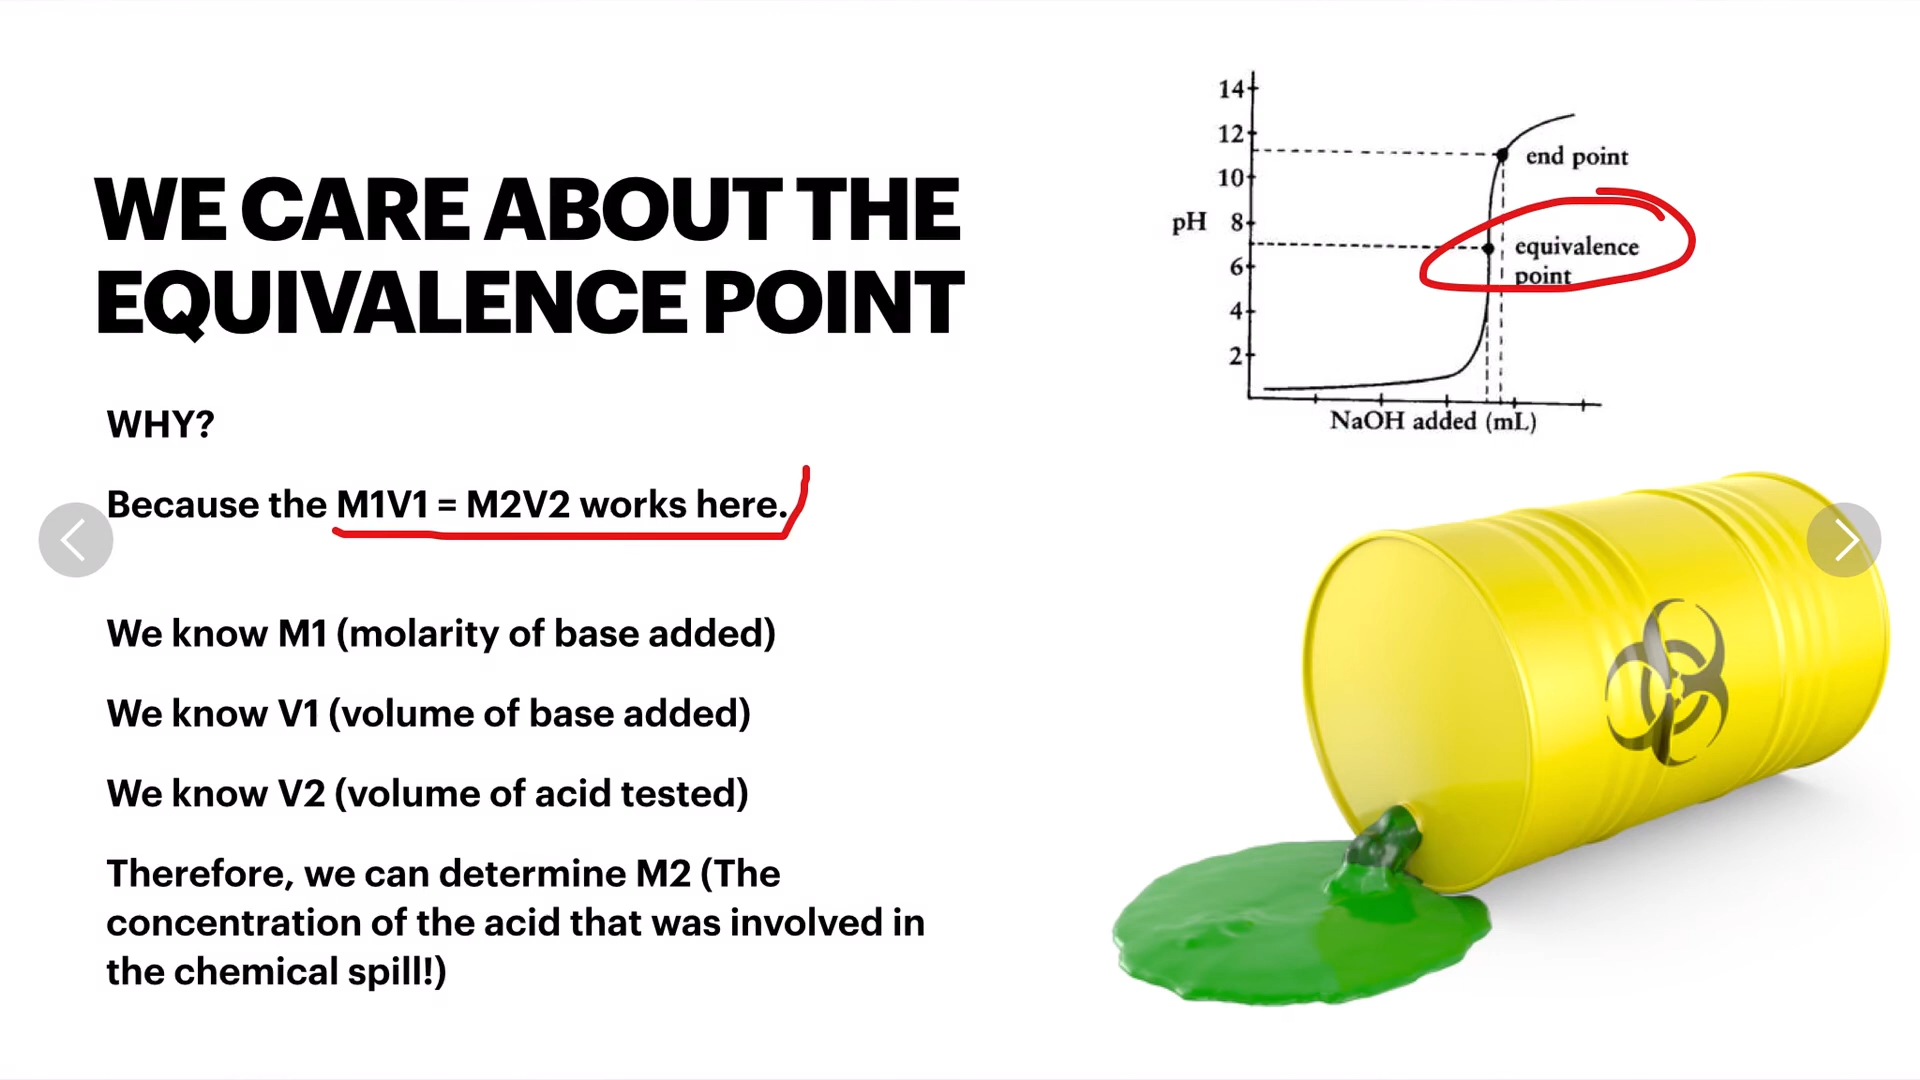 WE CARE ABOUT THE
EQUIVALENCE POINT
WHY?
Because the M1V1 = M2V2 works here.
We know M1 (molarity of base added)
We know V1 (volume of base added)
We know V2 (volume of acid tested)
Therefore, we can determine M2 (The
concentration of the acid that was involved in
the chemical spill!)
14
12
end point
10
pH
8
equivalence
6
point
4
2
NaOH added (mL)